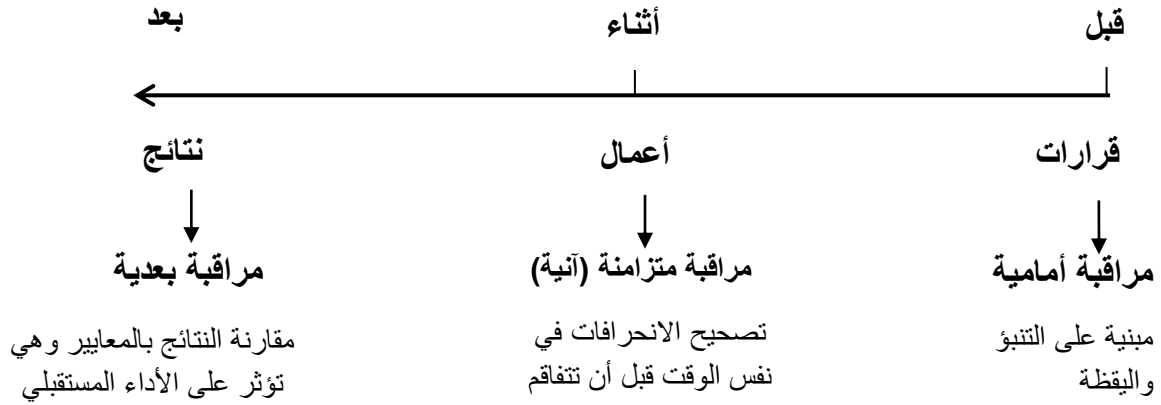 قبل
أثناء
بعد
قرارات
أعمال
نتائج
مراقبة أمامية
مراقبة متزامنة (آنية)
مراقبة بعدية
مبنية على التنبؤ
واليقظة
تصحيح الانحرافات في
نفس الوقت قبل أن تتفاقم
مقارنة النتائج بالمعايير وهي
تؤثر على الأداء المستقبلي